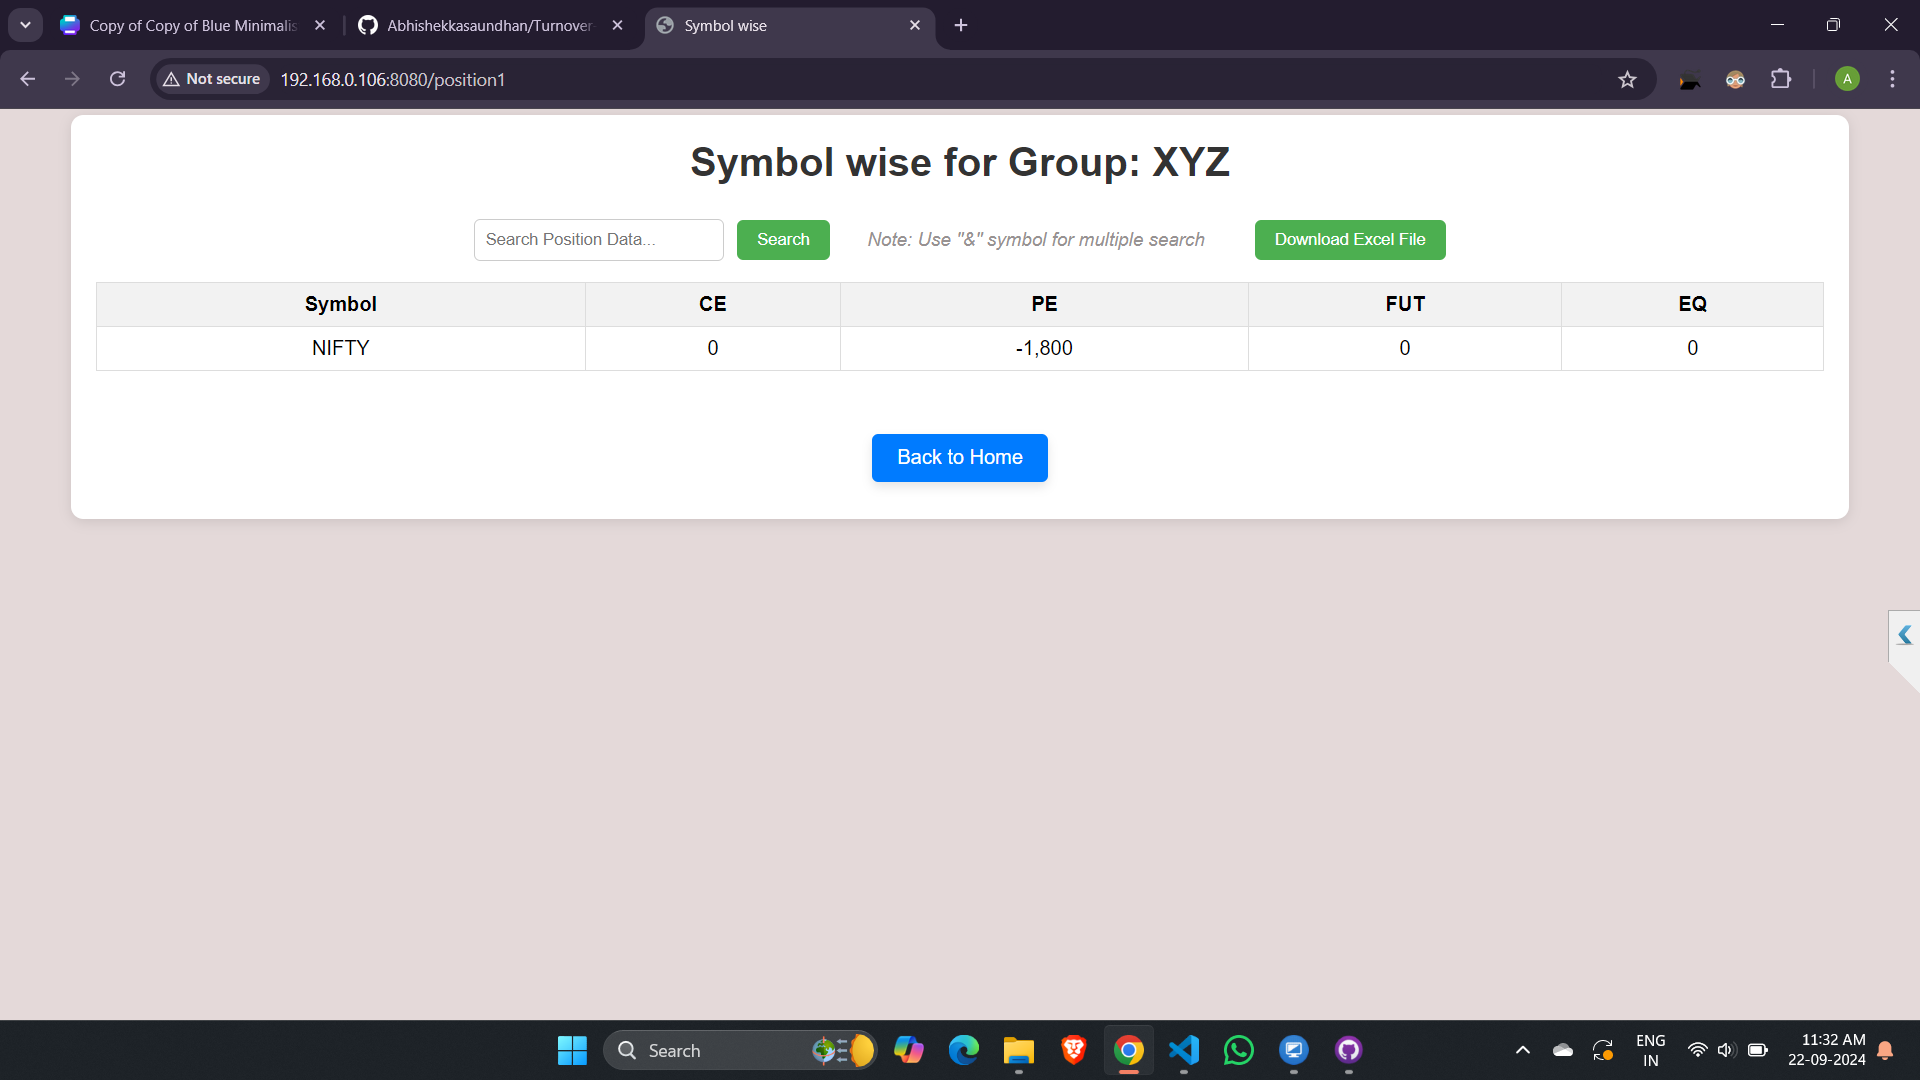 Copy of Copy of Blue Minimalis
Abhishekkasaundhan/Turnover-
Symbol wise
Not secure
192.168.0.106:8080/position1
A
Symbol wise for Group: XYZ
Search Position Data...
Search
Note: Use "&" symbol for multiple search
Download Excel File
Symbol CE PE FUT EQ
NIFTY 0 -1,800 0 0
Back to Home
Search
ENG
IN
11:32 AM
22-09-2024